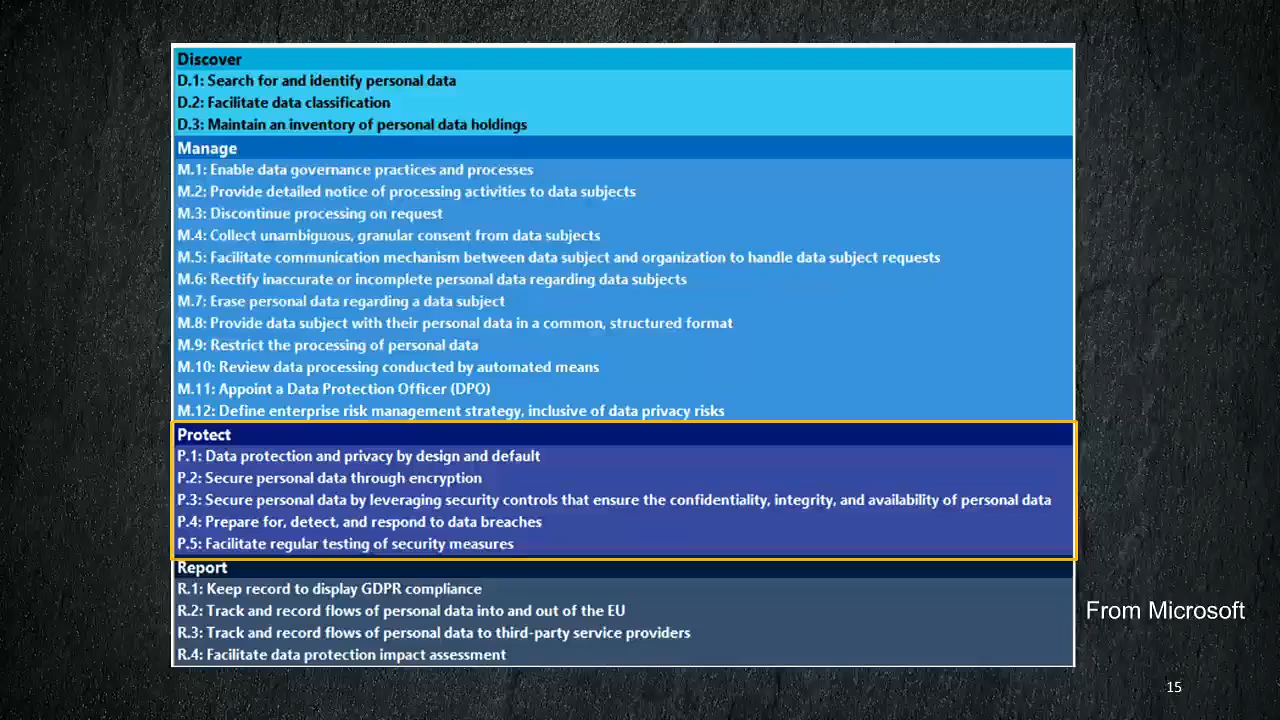 Discover
D.1: Search for and identify personal data
D.2: Facilitate data classification
D.3: Maintain an inventory of personal data holdings
Manage
M.1: Enable data governance practices and processes
M.2: Provide detailed notice of processing activities to data subjects
M.3: Discontinue processing on request
M.4: Collect unambiguous, granular consent from data subjects
M.5: Facilitate communication mechanism between data subject and organization to handle data subject requests
M.6: Rectify inaccurate or incomplete personal data regarding data subjects
M.7: Erase personal data regarding a data subject
M.8: Provide data subject with their personal data in a common, structured format
M.9: Restrict the processing of personal data
M.10: Review data processing conducted by automated means
M.11: Appoint a Data Protection Officer (DPO)
M.12: Define enterprise risk management strategy, inclusive of data privacy risks
Protect
P.1: Data protection and privacy by design and default
P.2: Secure personal data through encryption
P.3: Secure personal data by leveraging security controls that ensure the confidentiality, integrity, and availability of personal data
P.4: Prepare for, detect, and respond to data breaches
P.5: Facilitate regular testing of security measures
Report
R.1: Keep record to display GDPR compliance
R.2: Track and record flows of personal data into and out of the EU
R.3: Track and record flows of personal data to third-party service providers
R.4: Facilitate data protection impact assessment
From Microsoft
15